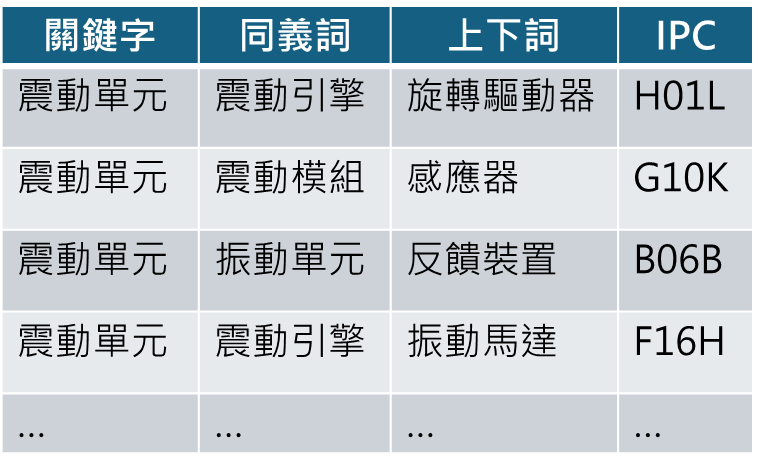 關鍵字 同義詞 上下詞 IPC
震動單元 震動引擎 旋轉驅動器 H01L
震動單元 震動模組 感應器 G10K
震動單元 振動單元 反饋裝置 B06B
震動單元 震動引擎 振動馬達 F16H
... ... ... ...